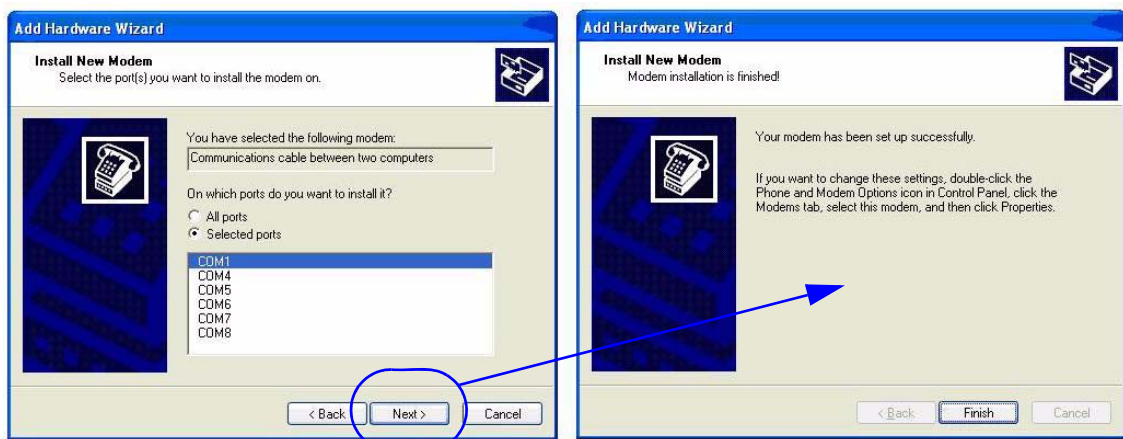 Add Hardware Wizard
Install New Modem
Select the port(s) you want to install the modem on.
You have selected the following modem:
Communications cable between two computers
On which ports do you want to install it?
All ports
Selected ports
COM1
COM4
COM5
COM6
COM7
COM8
< Back
Next >
Cancel
Add Hardware Wizard
Install New Modem
Modem installation is finished!
Your modem has been set up successfully.
If you want to change these settings, double-click the
Phone and Modem Options icon in Control Panel, click the
Modems tab, select this modem, and then click Properties.
< Back
Finish
Cancel